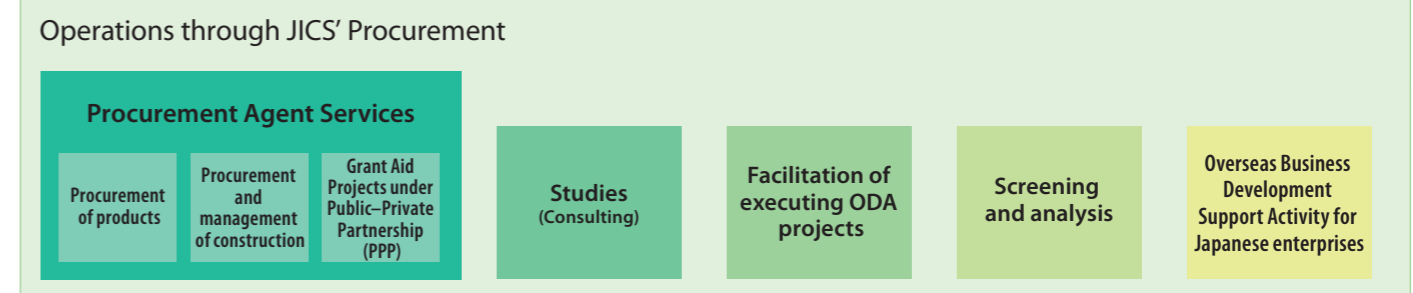 Operations through JICS’ Procurement
Procurement Agent Services
Procurement
of products
Procurement
and
management
of construction
Grant Aid
Projects under
Public–Private
Partnership
(PPP)
Studies
(Consulting)
Facilitation of
executing ODA
projects
Screening
and analysis
Overseas Business
Development
Support Activity for
Japanese enterprises